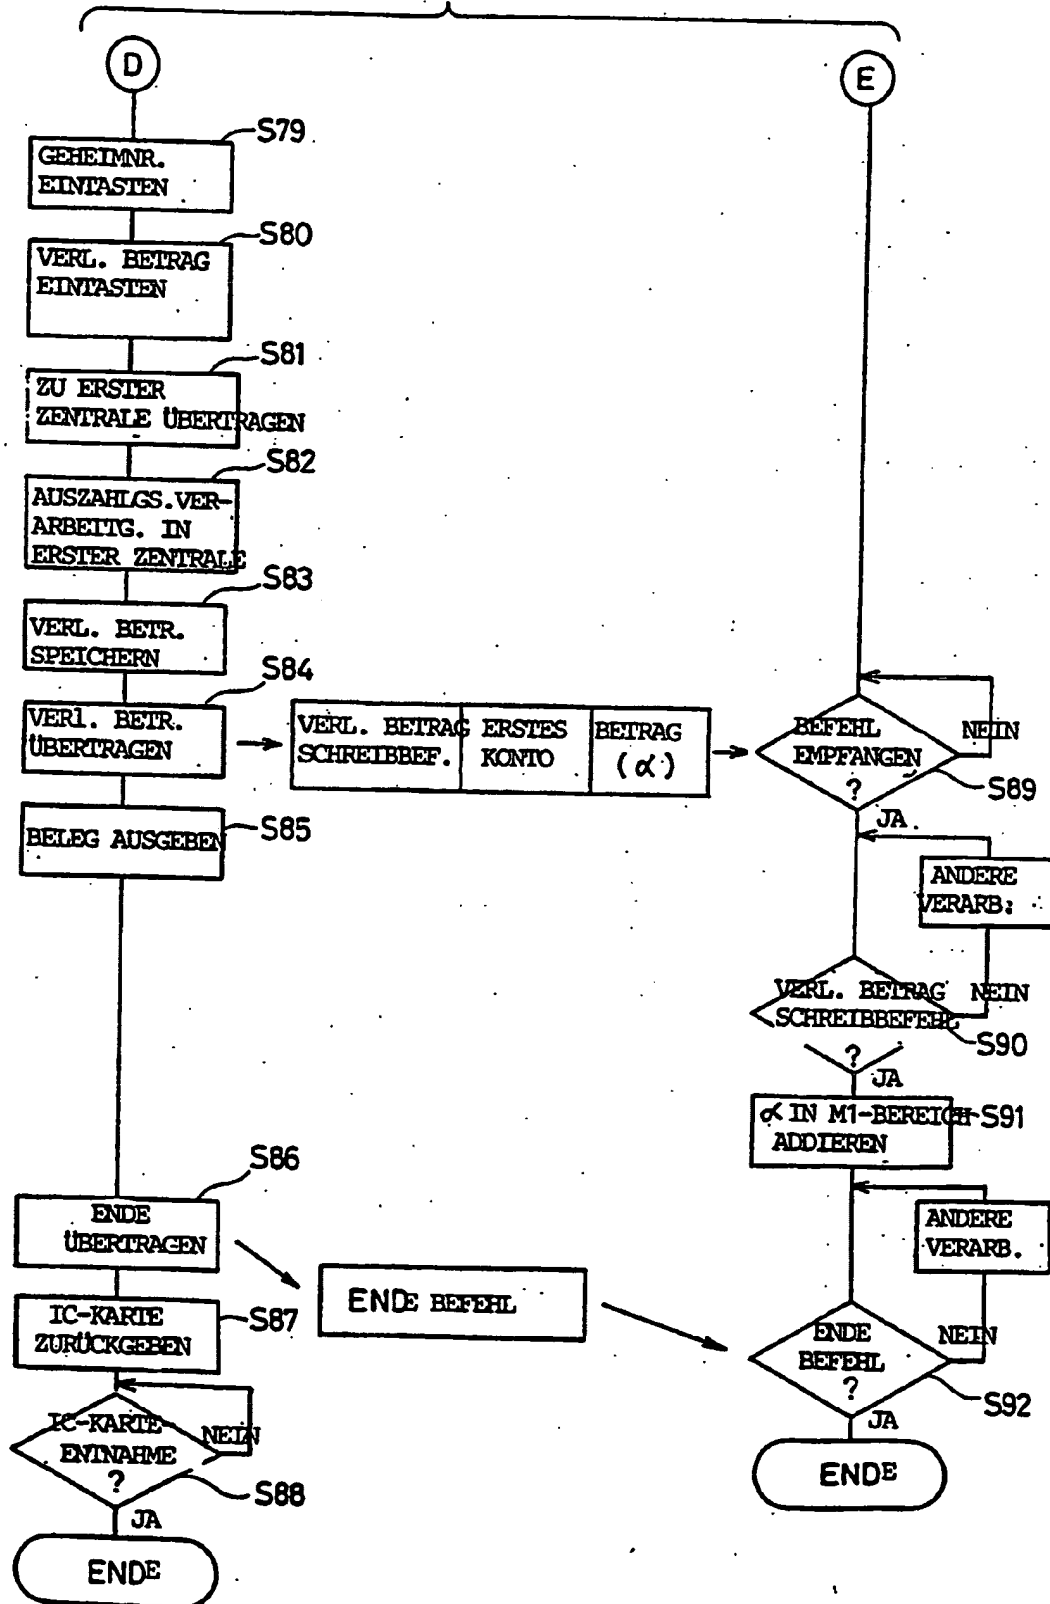 D
E
S79
GEHEIMNR.
EINTASTEN
S80
VERL. BETRAG
EINTASTEN
S81
ZU ERSTER
ZENTRALE ÜBERTRAGEN
S82
AUSZAHLGS.VER-
ARBEITG. IN
ERSTER ZENTRALE
S83
VERL. BETR.
SPEICHERN
S84
VERl. BETR.
ÜBERTRAGEN
VERL. BETRAG
SCHREIBBEF.
ERSTES
KONTO
BETRAG
(α)
BEFEHL
EMPFANGEN
?
NEIN
S89
JA
S85
BELEG AUSGEBEN
ANDERE
VERARB:
VERL. BETRAG
SCHREIBBEFEHL
?
NEIN
S90
JA
α IN M1-BEREICH
ADDIEREN
S91
S86
ENDE
ÜBERTRAGEN
ANDERE
VERARB.
ENDE BEFEHL
S87
IC-KARTE
ZURÜCKGEBEN
ENDE
BEFEHL
?
NEIN
S92
JA
ENDE
IC-KARTE
ENTNAHME
?
NEIN
S88
JA
ENDE